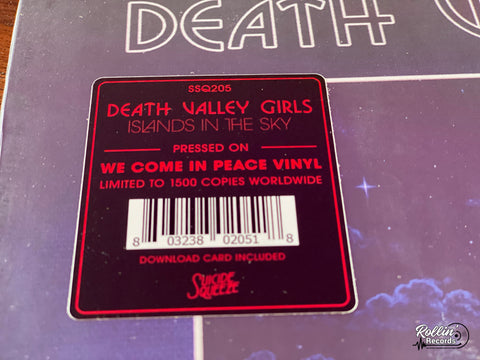 DEATH
SSQ205
DEATH VALLEY GIRLS
ISLANDS IN THE SKY
PRESSED ON
WE COME IN PEACE VINYL
LIMITED TO 1500 COPIES WORLDWIDE
8 03238 02051 8
DOWNLOAD CARD INCLUDED
SUICIDE
SQUEEZE
Rollin'
Records